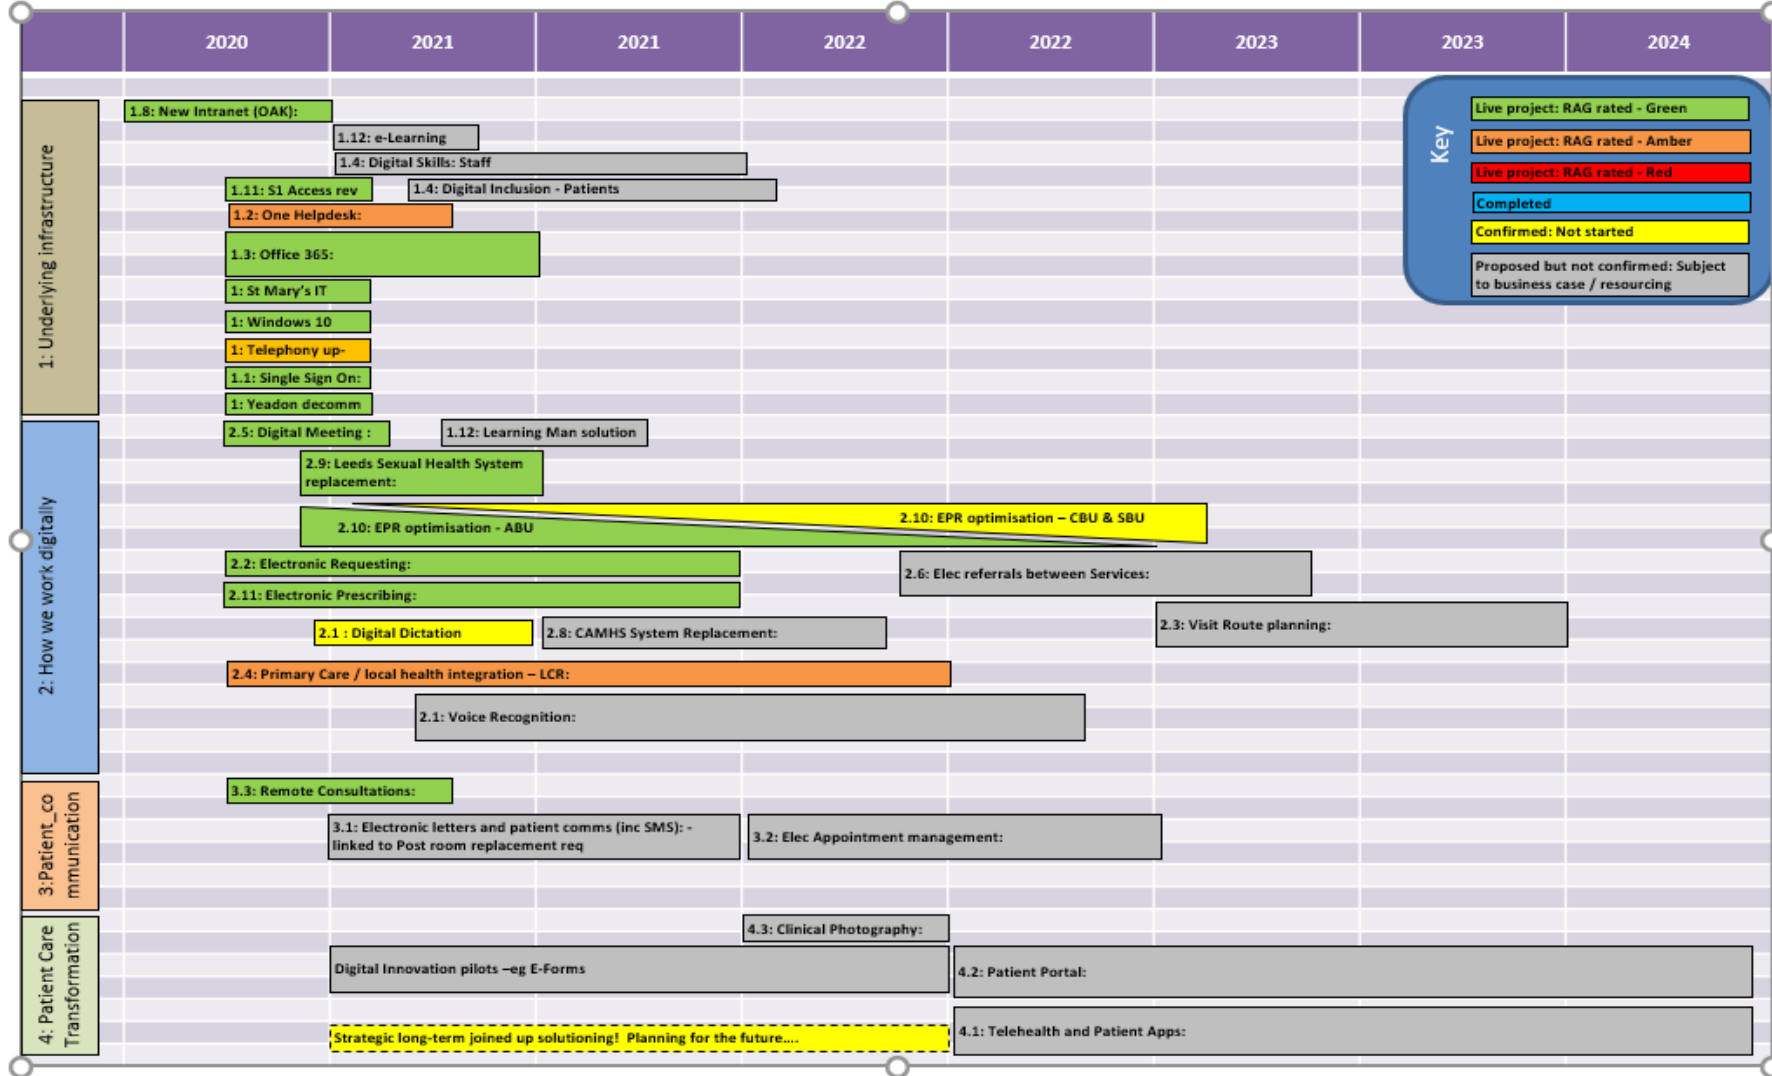 2020 2021 2021 2022 2022 2023 2023 2024
Key
Live project: RAG rated - Green
Live project: RAG rated - Amber
Live project: RAG rated - Red
Completed
Confirmed: Not started
Proposed but not confirmed: Subject
to business case / resourcing
1: Underlying infrastructure
1.8: New Intranet (OAK):
1.12: e-Learning
1.4: Digital Skills: Staff
1.11: S1 Access rev
1.4: Digital Inclusion - Patients
1.2: One Helpdesk:
1.3: Office 365:
1: St Mary's IT
1: Windows 10
1: Telephony up-
1.1: Single Sign On:
1: Yeadon decomm
2: How we work digitally
2.5: Digital Meeting :
1.12: Learning Man solution
2.9: Leeds Sexual Health System
replacement:
2.10: EPR optimisation – CBU & SBU
2.10: EPR optimisation - ABU
2.2: Electronic Requesting:
2.6: Elec referrals between Services:
2.11: Electronic Prescribing:
2.1 : Digital Dictation
2.8: CAMHS System Replacement:
2.3: Visit Route planning:
2.4: Primary Care / local health integration – LCR:
2.1: Voice Recognition:
3:Patient_co
mmunication
3.3: Remote Consultations:
3.1: Electronic letters and patient comms (inc SMS): -
linked to Post room replacement req
3.2: Elec Appointment management:
4: Patient Care
Transformation
4.3: Clinical Photography:
Digital Innovation pilots –eg E-Forms
4.2: Patient Portal:
Strategic long-term joined up solutioning!  Planning for the future....
4.1: Telehealth and Patient Apps: